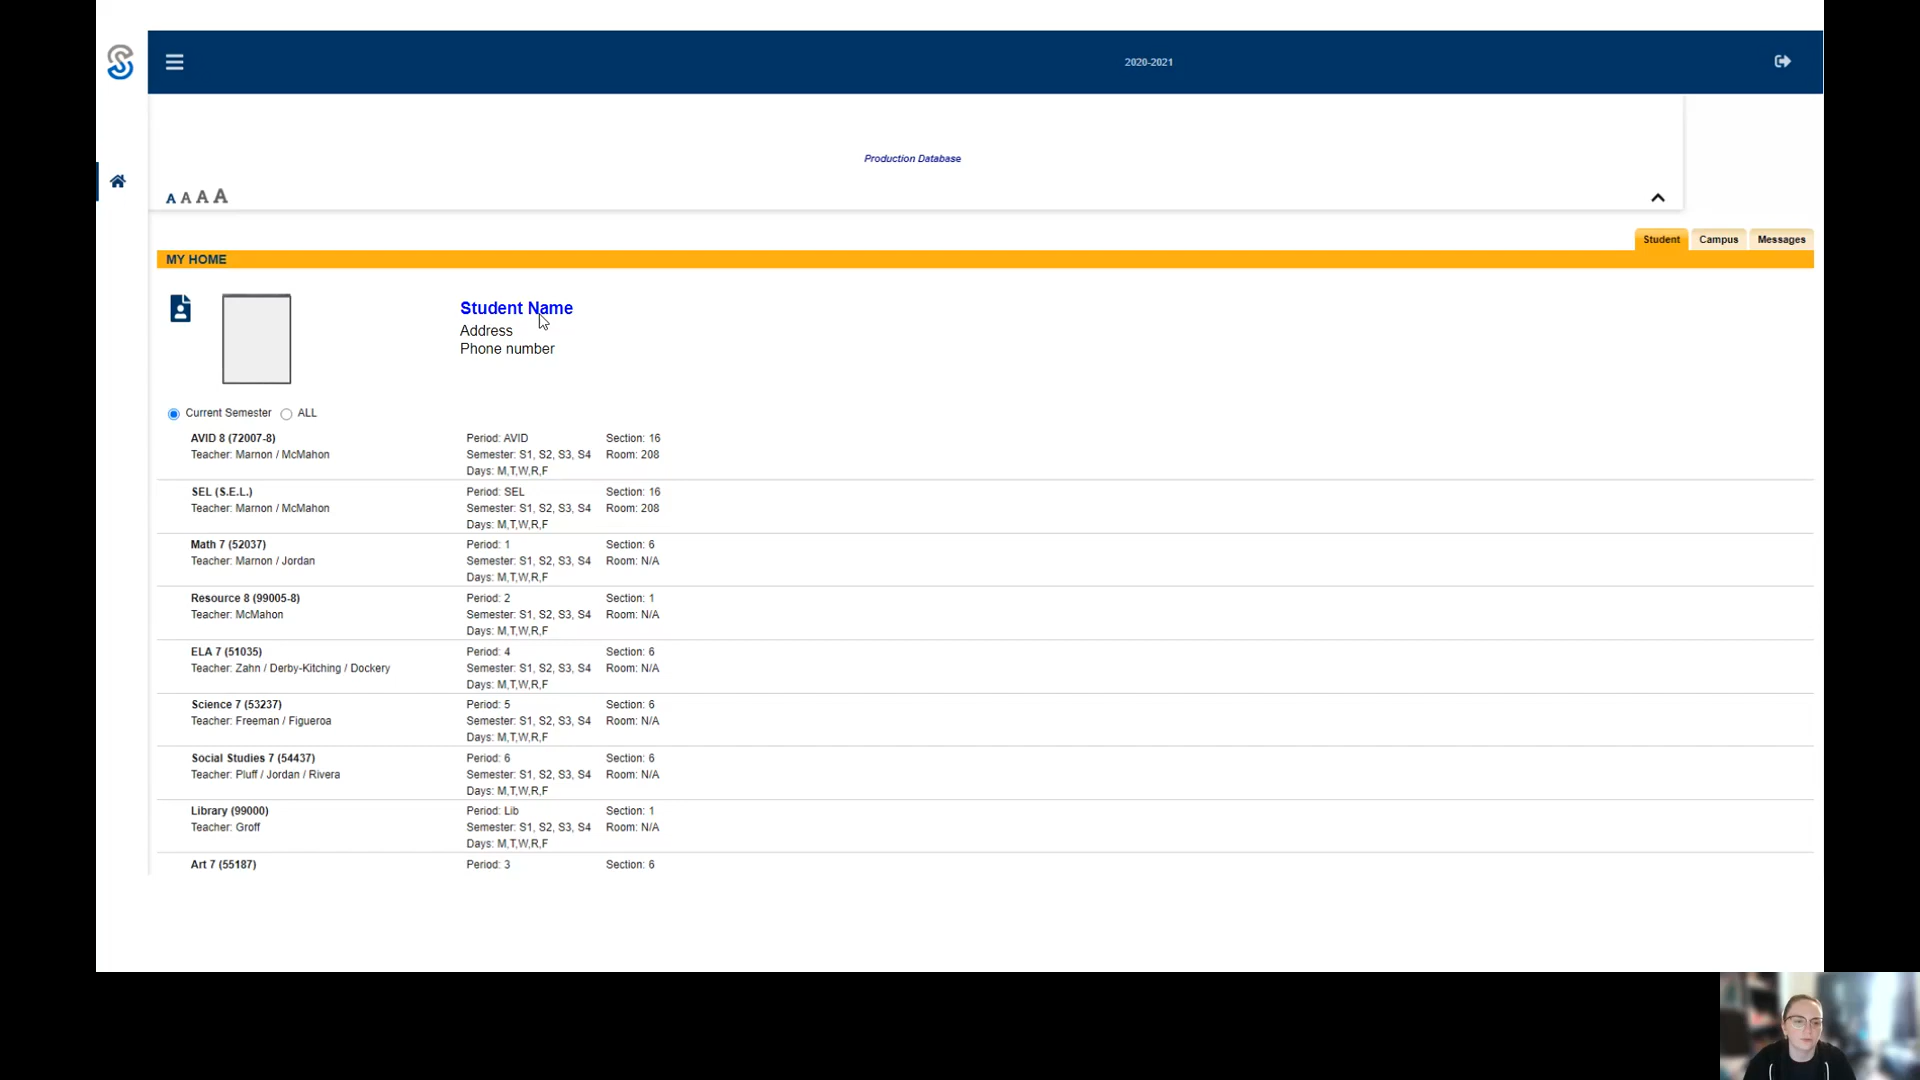 2020-2021
Production Database
A A A A
Student Campus Messages
MY HOME
Student Name
Address
Phone number
Current Semester ALL
AVID 8 (72007-8) Period: AVID Section: 16
Teacher: Marnon / McMahon Semester: S1, S2, S3, S4 Room: 208
Days: M,T,W,R,F
SEL (S.E.L.) Period: SEL Section: 16
Teacher: Marnon / McMahon Semester: S1, S2, S3, S4 Room: 208
Days: M,T,W,R,F
Math 7 (52037) Period: 1 Section: 6
Teacher: Marnon / Jordan Semester: S1, S2, S3, S4 Room: N/A
Days: M,T,W,R,F
Resource 8 (99005-8) Period: 2 Section: 1
Teacher: McMahon Semester: S1, S2, S3, S4 Room: N/A
Days: M,T,W,R,F
ELA 7 (51035) Period: 4 Section: 6
Teacher: Zahn / Derby-Kitching / Dockery Semester: S1, S2, S3, S4 Room: N/A
Days: M,T,W,R,F
Science 7 (53237) Period: 5 Section: 6
Teacher: Freeman / Figueroa Semester: S1, S2, S3, S4 Room: N/A
Days: M,T,W,R,F
Social Studies 7 (54437) Period: 6 Section: 6
Teacher: Pluff / Jordan / Rivera Semester: S1, S2, S3, S4 Room: N/A
Days: M,T,W,R,F
Library (99000) Period: Lib Section: 1
Teacher: Groff Semester: S1, S2, S3, S4 Room: N/A
Days: M,T,W,R,F
Art 7 (55187) Period: 3 Section: 6